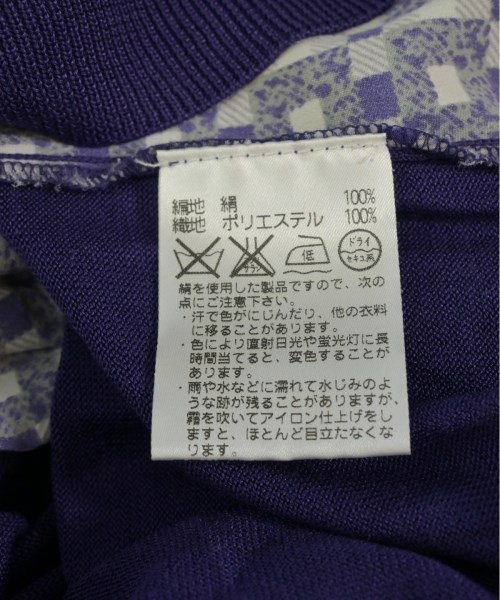 編地 絹 100%
織地 ポリエステル 100%
エンソ サラシ 低 ドライ セキユ系
絹を使用した製品ですので、次の
点にご注意下さい。
・汗で色がにじんだり、他の衣料
に移ることがあります。
・色により直射日光や蛍光灯に長
時間当てると、変色することが
あります。
・雨や水などに濡れて水じみのよ
うな跡が残ることがありますが、
霧を吹いてアイロン仕上げをし
ますと、ほとんど目立たなくな
ります。